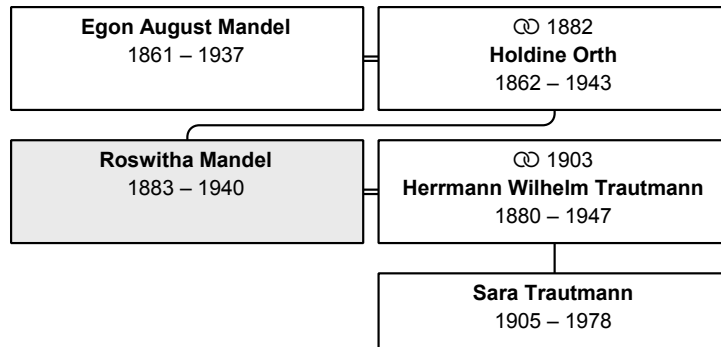 Egon August Mandel
1861 – 1937
⚭ 1882
Holdine Orth
1862 – 1943
Roswitha Mandel
1883 – 1940
⚭ 1903
Herrmann Wilhelm Trautmann
1880 – 1947
Sara Trautmann
1905 – 1978